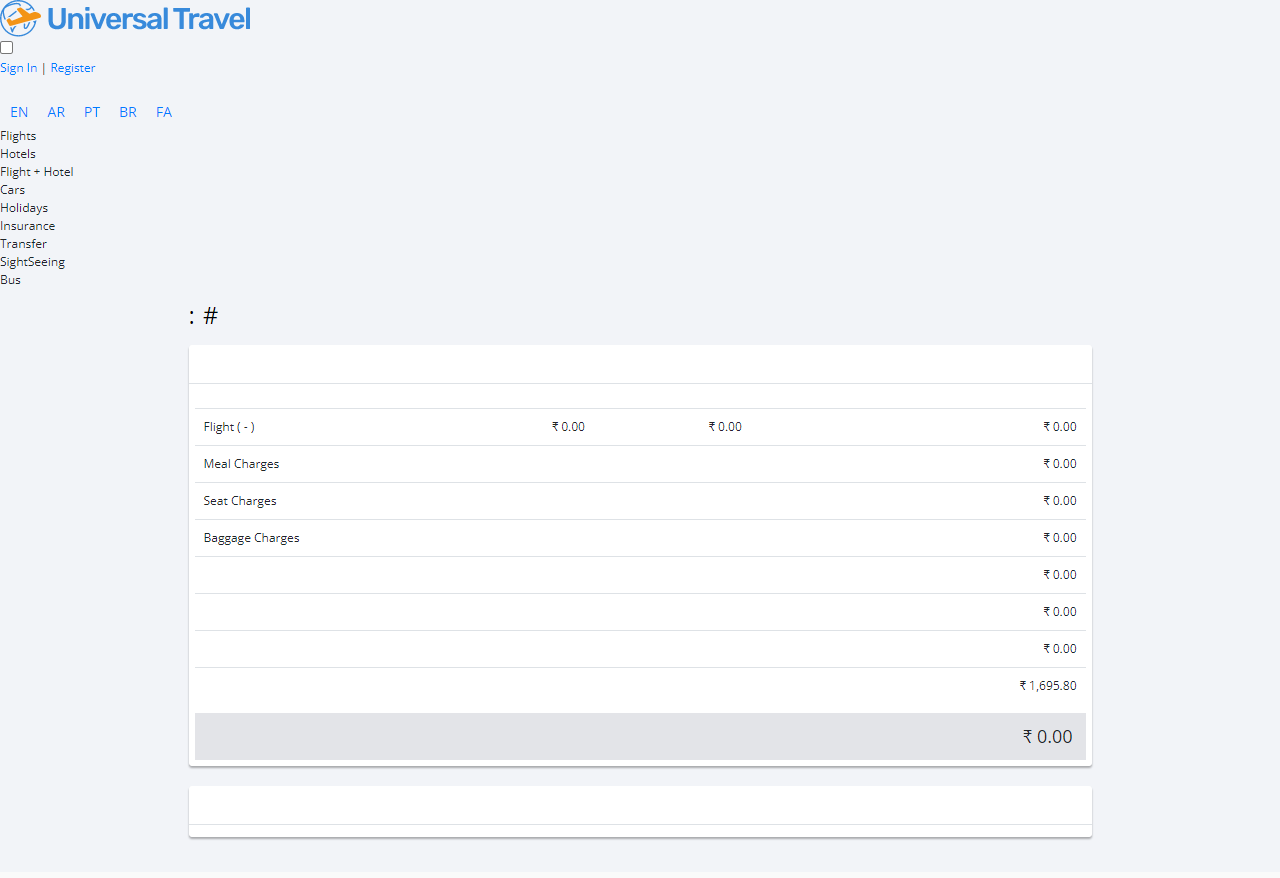 Universal Travel
Sign In | Register
EN AR PT BR FA
Flights
Hotels
Flight + Hotel
Cars
Holidays
Insurance
Transfer
SightSeeing
Bus
: #
Flight ( - ) ₹ 0.00 ₹ 0.00 ₹ 0.00
Meal Charges ₹ 0.00
Seat Charges ₹ 0.00
Baggage Charges ₹ 0.00
₹ 0.00
₹ 0.00
₹ 0.00
₹ 1,695.80
₹ 0.00